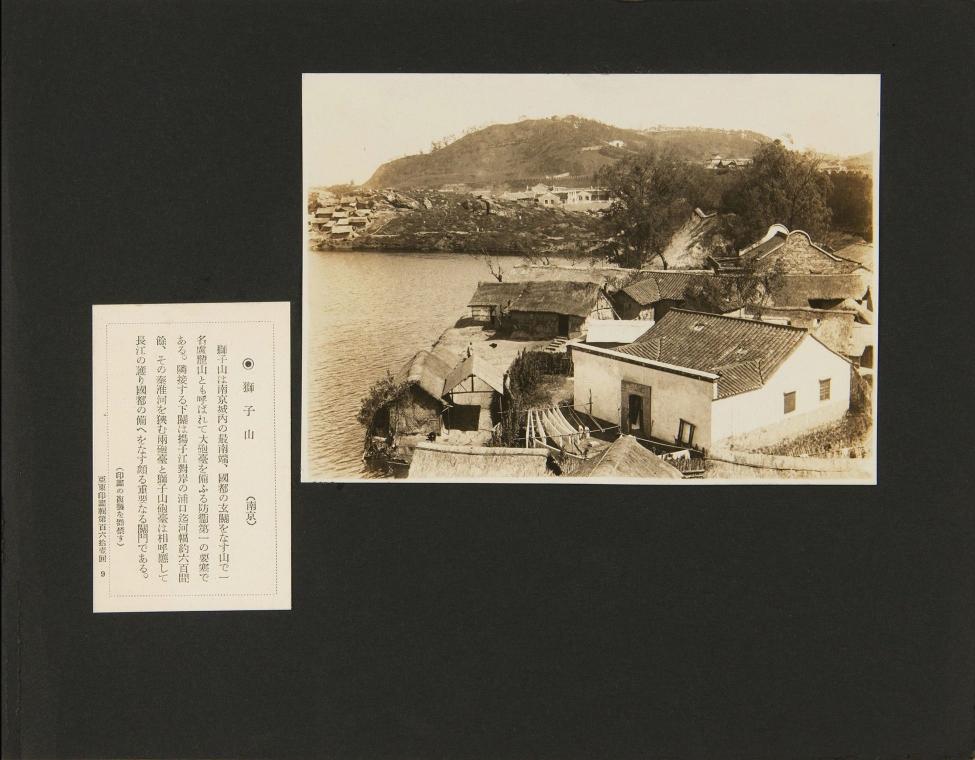 ◉ 獅子山 (南京)
獅子山は南京城內の最南端、國都の玄關をなす山で一
名盧龍山とも呼ばれて大砲臺を備ふる防衞第一の要塞で
ある。隣接する下關は揚子江對岸の浦口迄河幅約六百間
餘、その秦淮河を狹む兩砲臺と獅子山砲臺は相呼應して
長江の護り國都の備へをなす頗る重要なる關門である。
(印畫の複製を嚴禁す)
亞東印畫輯第百六拾壹回 9